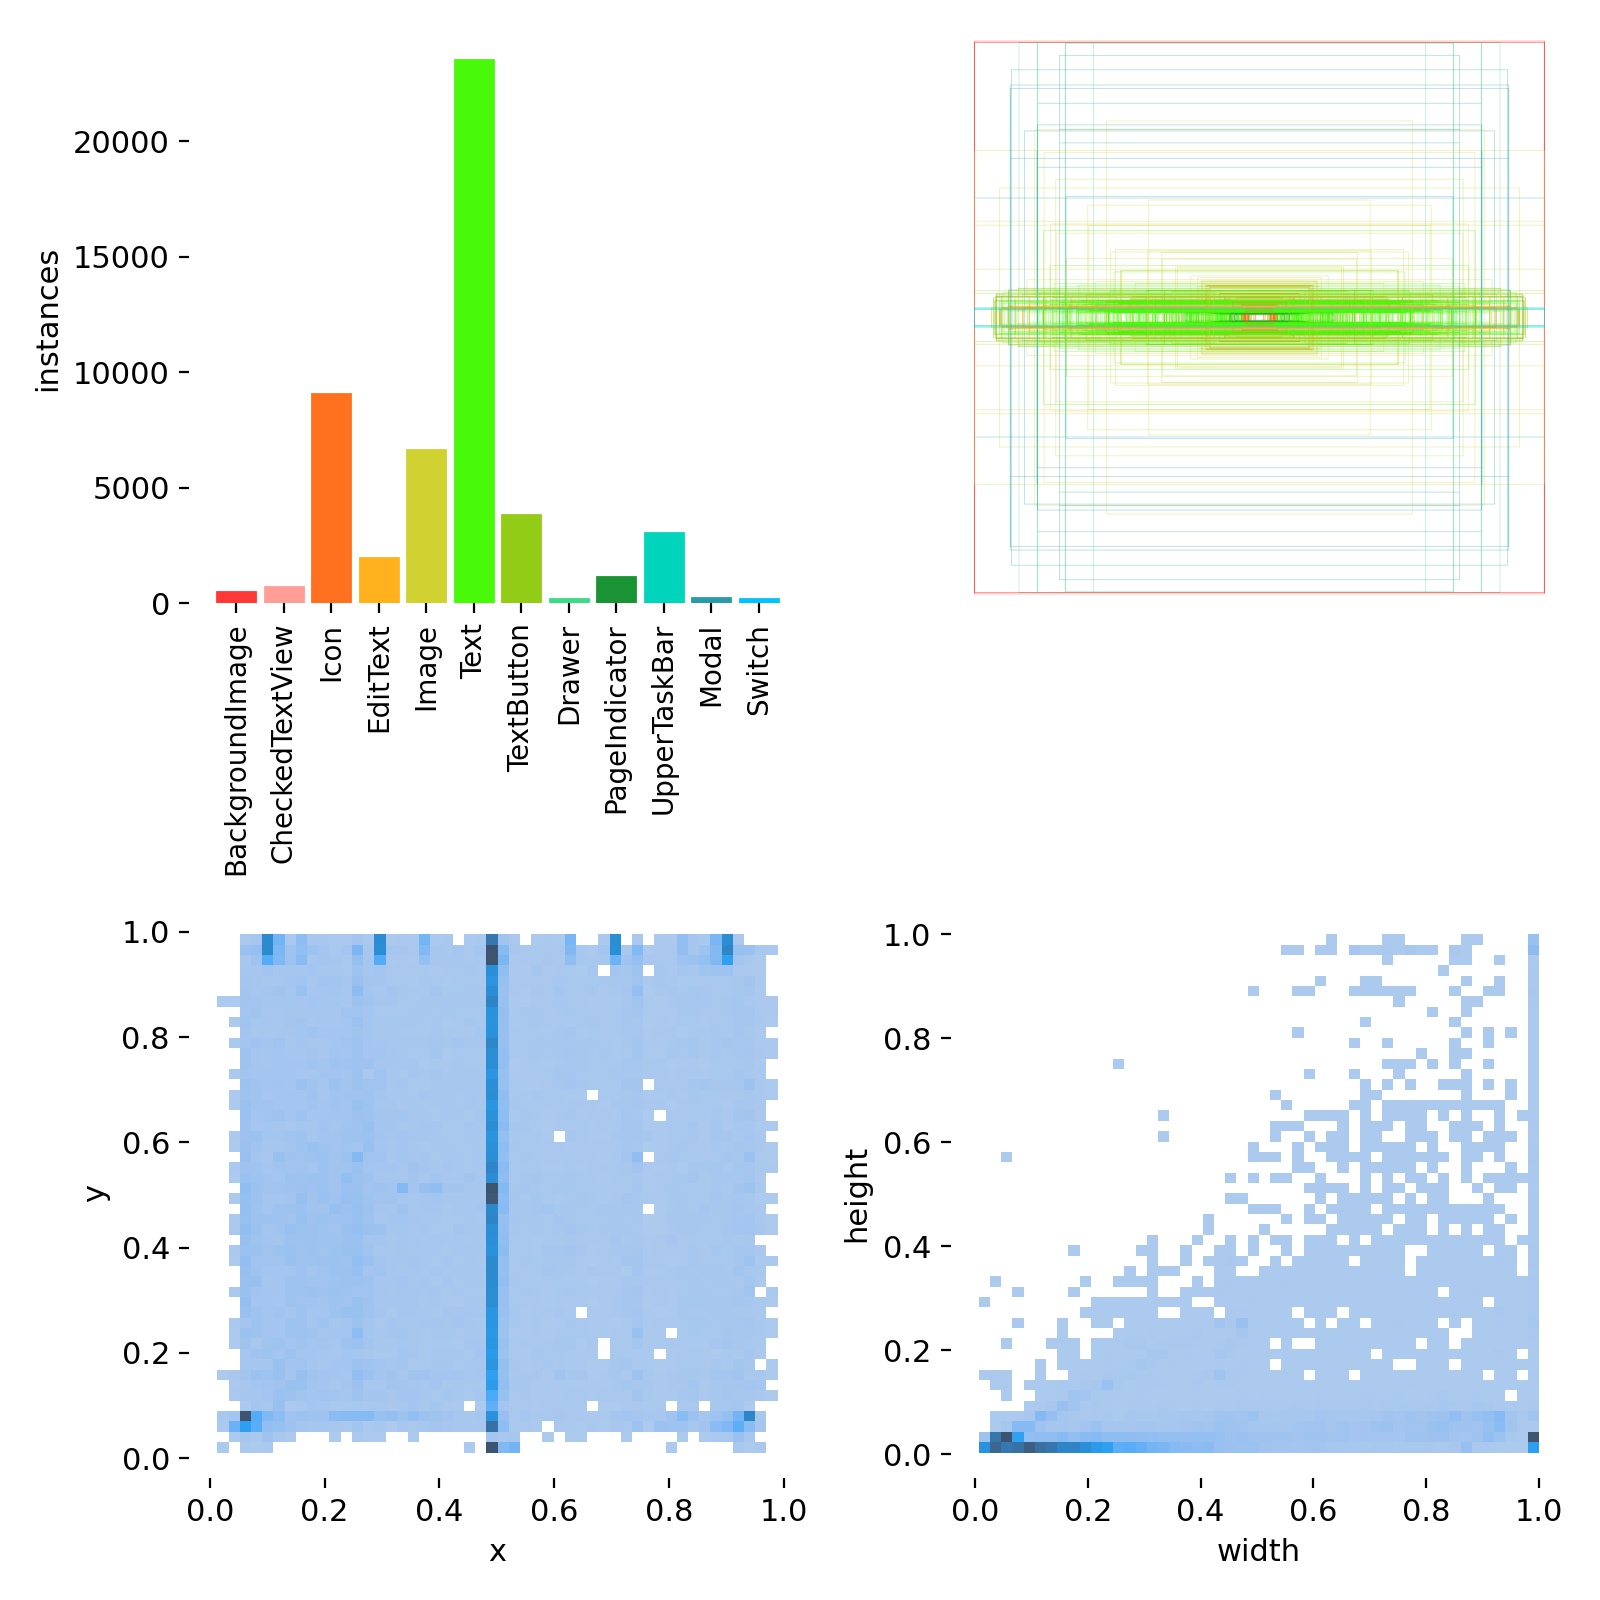 instances
20000
15000
10000
5000
0
BackgroundImage
CheckedTextView
Icon
EditText
Image
Text
TextButton
Drawer
PageIndicator
UpperTaskBar
Modal
Switch
y
1.0
0.8
0.6
0.4
0.2
0.0
0.0 0.2 0.4 0.6 0.8 1.0
x
height
1.0
0.8
0.6
0.4
0.2
0.0
0.0 0.2 0.4 0.6 0.8 1.0
width